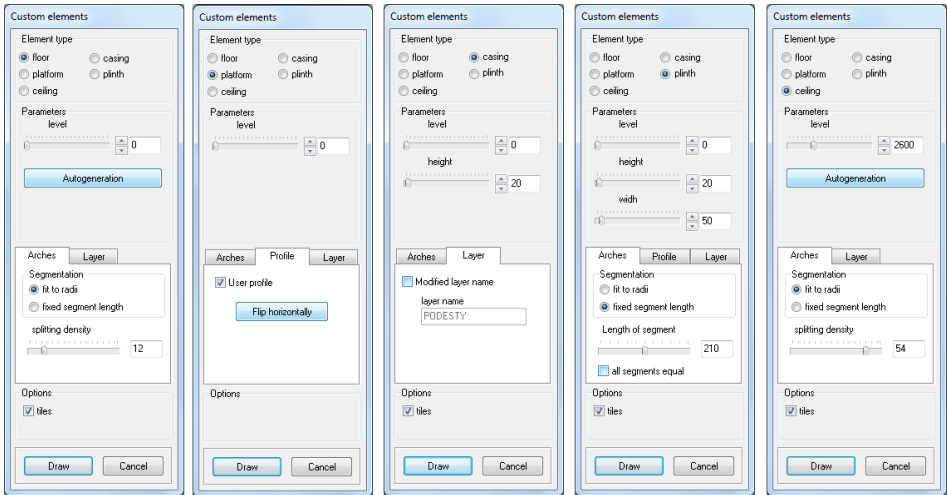 Custom elements
Element type
floor casing
platform plinth
ceiling
Parameters
level
0
Autogeneration
Arches Layer
Segmentation
fit to radii
fixed segment length
splitting density
12
Options
tiles
Draw Cancel
Custom elements
Element type
floor casing
platform plinth
ceiling
Parameters
level
0
Arches Profile Layer
User profile
Flip horizontally
Options
Draw Cancel
Custom elements
Element type
floor casing
platform plinth
ceiling
Parameters
level
0
height
20
Arches Layer
Modified layer name
layer name
PODESTY
Options
tiles
Draw Cancel
Custom elements
Element type
floor casing
platform plinth
ceiling
Parameters
level
0
height
20
widh
50
Arches Profile Layer
Segmentation
fit to radii
fixed segment length
Length of segment
210
all segments equal
Options
tiles
Draw Cancel
Custom elements
Element type
floor casing
platform plinth
ceiling
Parameters
level
2600
Autogeneration
Arches Layer
Segmentation
fit to radii
fixed segment length
splitting density
54
Options
tiles
Draw Cancel